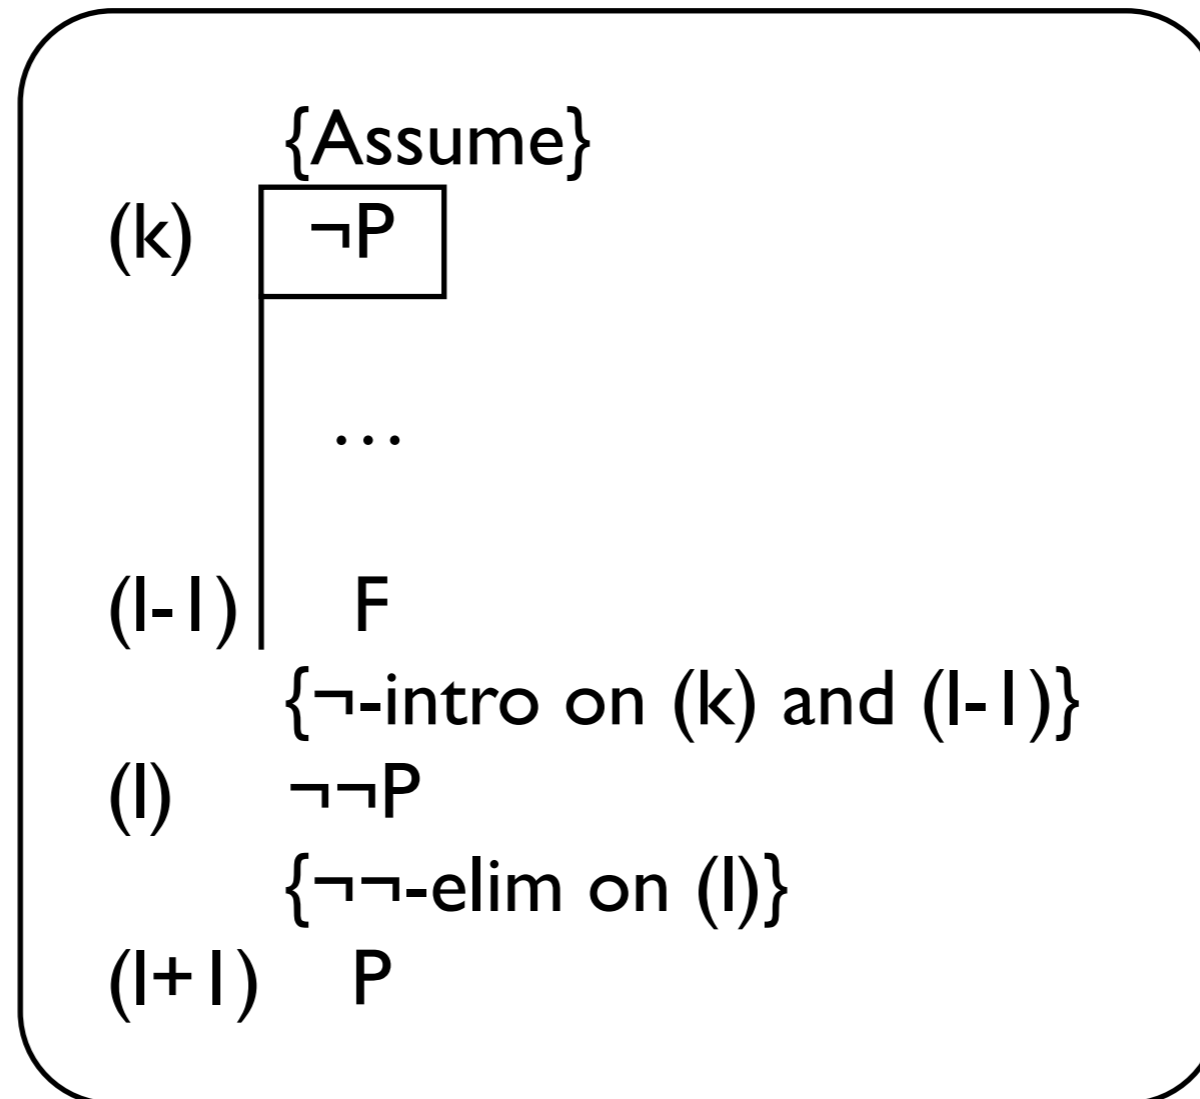 {Assume}
(k) ¬P
…
(l-1) F
{¬-intro on (k) and (l-1)}
(l) ¬¬P
{¬¬-elim on (l)}
(l+1) P